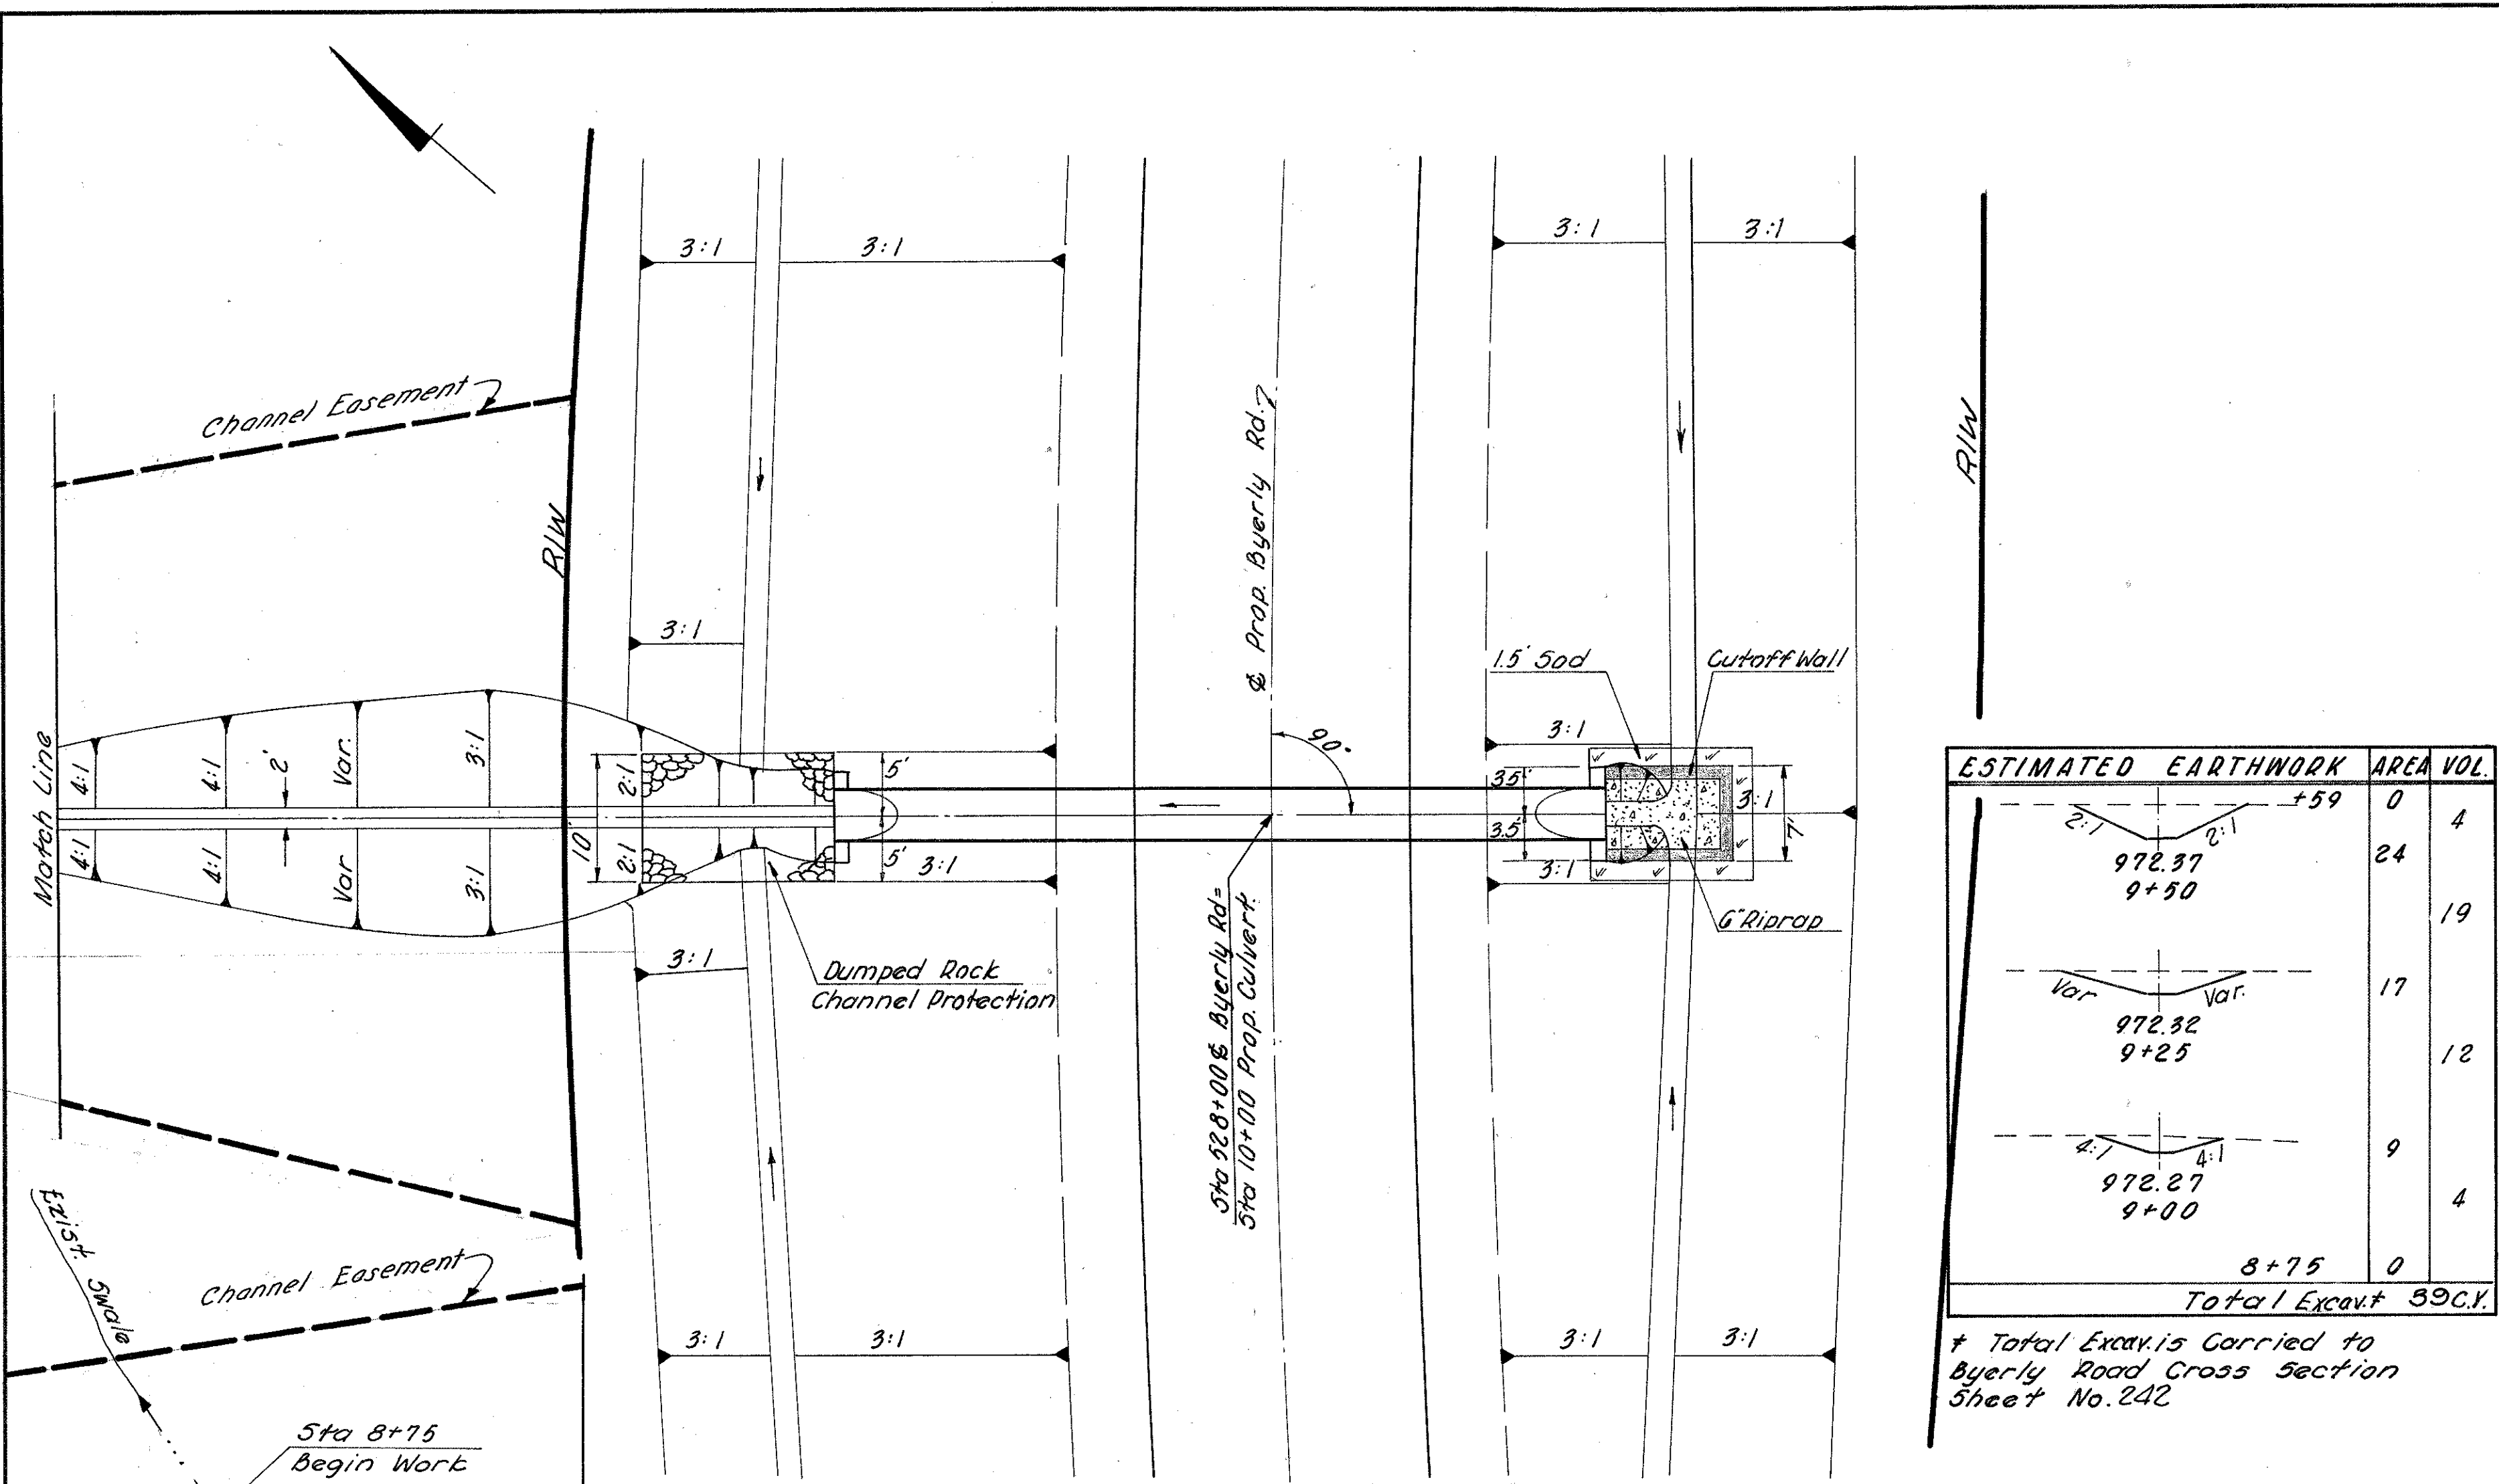 3:1
3:1
3:1
3:1
Channel Easement
R/W
R/W
℄ Prop. Byerly Rd.
3:1
1.5' Sod
Cutoff Wall
Match Line
4:1
4:1
2'
Var.
3:1
4:1
4:1
Var
3:1
10'
2:1
2:1
5'
5'
3:1
90°
3:1
3.5'
3.5'
3:1
3:1
7'
6" Riprap
3:1
Dumped Rock
Channel Protection
Sta 528+00 ℄ Byerly Rd =
Sta 10+00 Prop. Culvert.
ESTIMATED EARTHWORK AREA VOL.
+59 0
2:1 2:1
4
972.37
9+50
24
19
Var Var.
17
972.32
9+25
12
4:1 4:1
9
972.27
9+00
4
8+75 0
Total Excav.‡ 39 C.Y.
‡ Total Excav. is Carried to
Byerly Road Cross Section
Sheet No. 242
Exist. Swale
Channel Easement
3:1
3:1
3:1
3:1
Sta 8+75
Begin Work